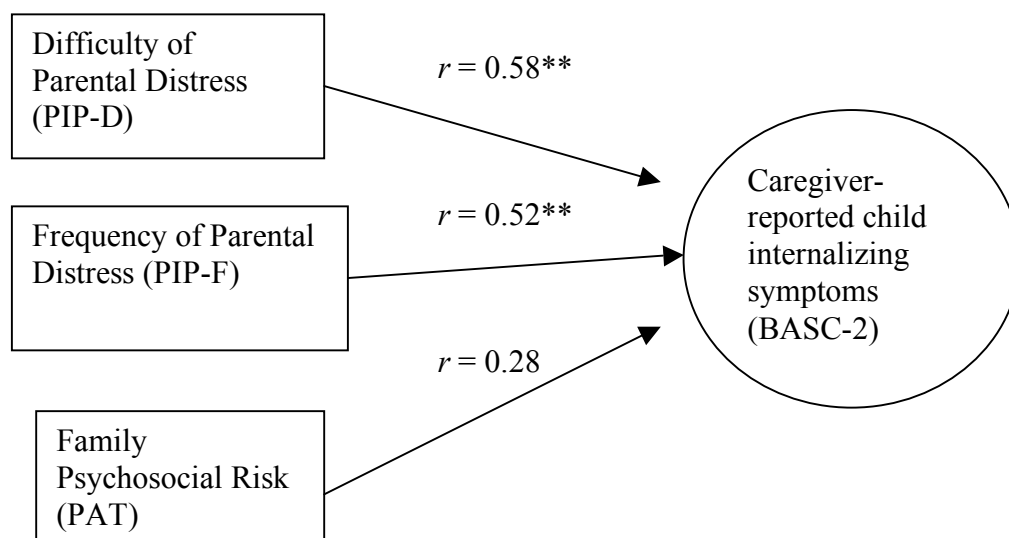 Difficulty of
Parental Distress
(PIP-D)
r = 0.58**
Frequency of Parental
Distress (PIP-F)
r = 0.52**
Family
Psychosocial Risk
(PAT)
r = 0.28
Caregiver-
reported child
internalizing
symptoms
(BASC-2)